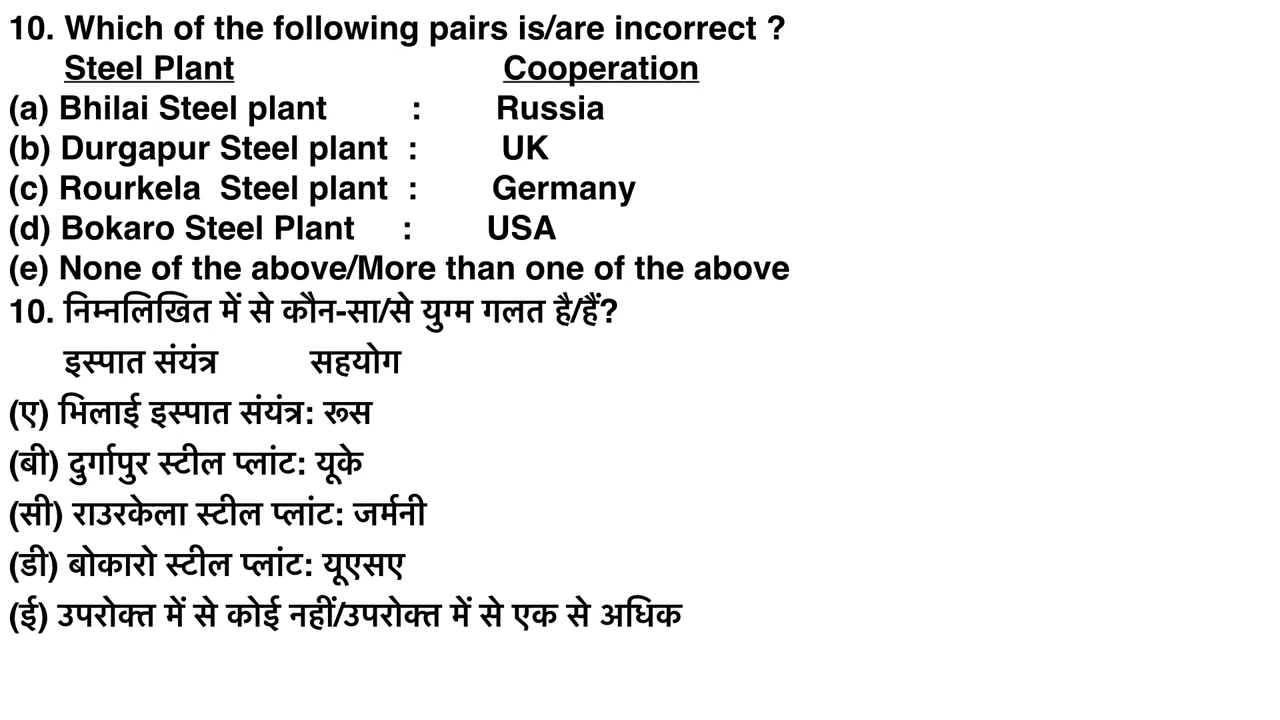 10. Which of the following pairs is/are incorrect ?
Steel Plant Cooperation
(a) Bhilai Steel plant : Russia
(b) Durgapur Steel plant : UK
(c) Rourkela Steel plant : Germany
(d) Bokaro Steel Plant : USA
(e) None of the above/More than one of the above
10. निम्नलिखित में से कौन-सा/से युग्म गलत है/हैं?
इस्पात संयंत्र सहयोग
(ए) भिलाई इस्पात संयंत्र: रूस
(बी) दुर्गापुर स्टील प्लांट: यूके
(सी) राउरकेला स्टील प्लांट: जर्मनी
(डी) बोकारो स्टील प्लांट: यूएसए
(ई) उपरोक्त में से कोई नहीं/उपरोक्त में से एक से अधिक